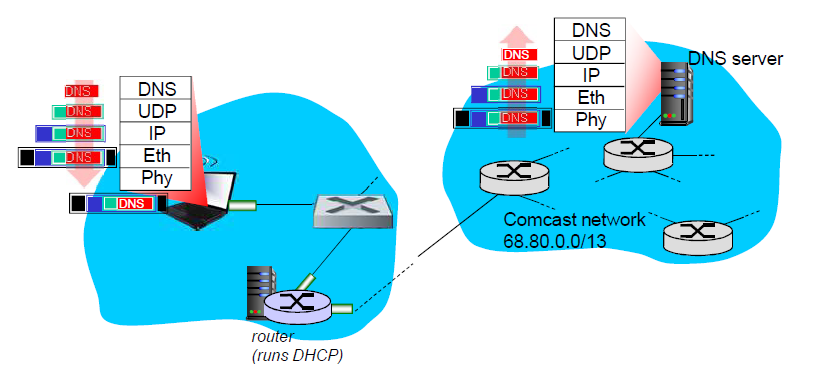 DNS
DNS
DNS
DNS
DNS
DNS
UDP
IP
Eth
Phy
router
(runs DHCP)
DNS
DNS
DNS
DNS
DNS
UDP
IP
Eth
Phy
DNS server
Comcast network
68.80.0.0/13